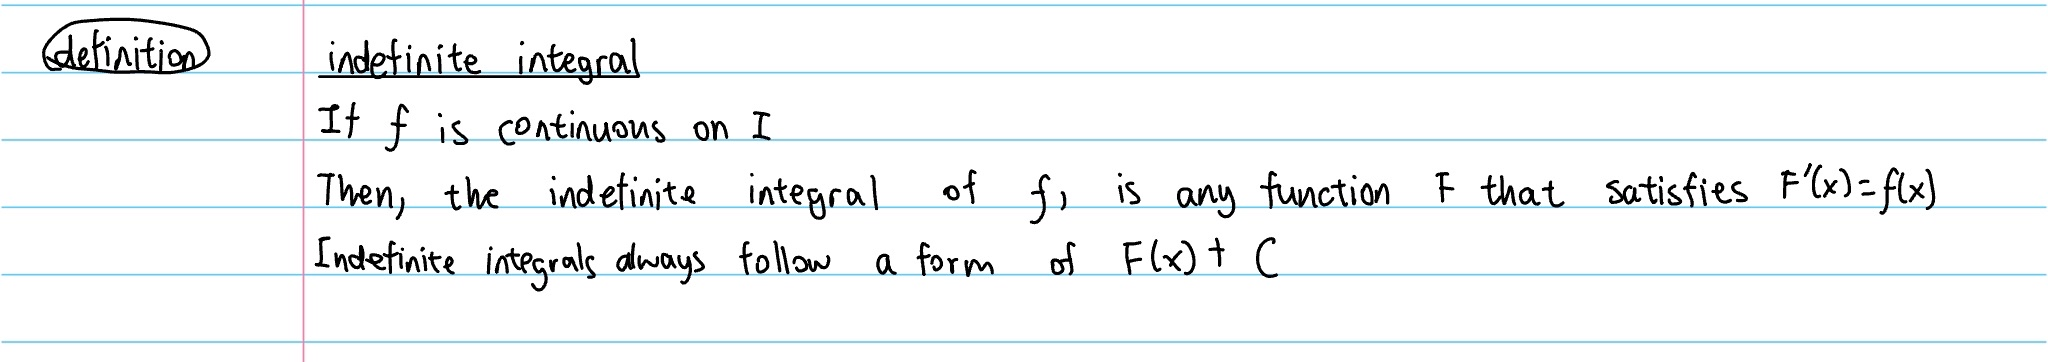 definition
indefinite integral
If f is continuous on I
Then, the indefinite integral of f, is any function F that satisfies F'(x)=f(x)
Indefinite integrals always follow a form of F(x)+ C